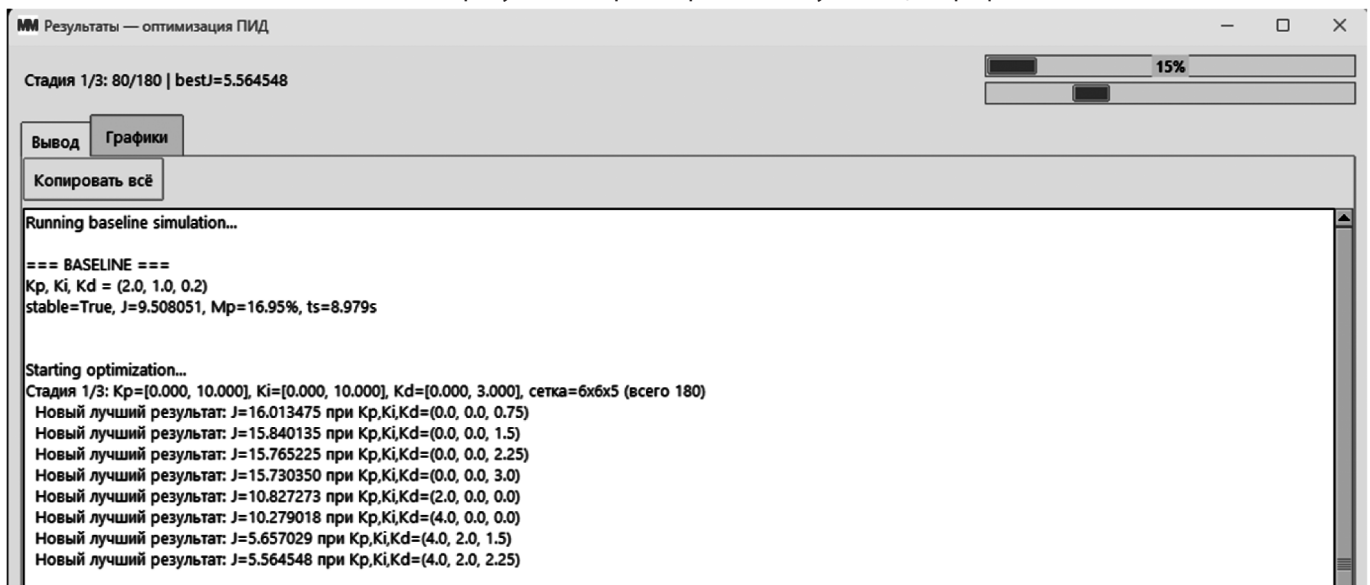 MM Результаты — оптимизация ПИД
Стадия 1/3: 80/180 | bestJ=5.564548
15%
Вывод
Графики
Копировать всё
Running baseline simulation...
=== BASELINE ===
Kp, Ki, Kd = (2.0, 1.0, 0.2)
stable=True, J=9.508051, Mp=16.95%, ts=8.979s
Starting optimization...
Стадия 1/3: Kp=[0.000, 10.000], Ki=[0.000, 10.000], Kd=[0.000, 3.000], сетка=6x6x5 (всего 180)
Новый лучший результат: J=16.013475 при Kp,Ki,Kd=(0.0, 0.0, 0.75)
Новый лучший результат: J=15.840135 при Kp,Ki,Kd=(0.0, 0.0, 1.5)
Новый лучший результат: J=15.765225 при Kp,Ki,Kd=(0.0, 0.0, 2.25)
Новый лучший результат: J=15.730350 при Kp,Ki,Kd=(0.0, 0.0, 3.0)
Новый лучший результат: J=10.827273 при Kp,Ki,Kd=(2.0, 0.0, 0.0)
Новый лучший результат: J=10.279018 при Kp,Ki,Kd=(4.0, 0.0, 0.0)
Новый лучший результат: J=5.657029 при Kp,Ki,Kd=(4.0, 2.0, 1.5)
Новый лучший результат: J=5.564548 при Kp,Ki,Kd=(4.0, 2.0, 2.25)